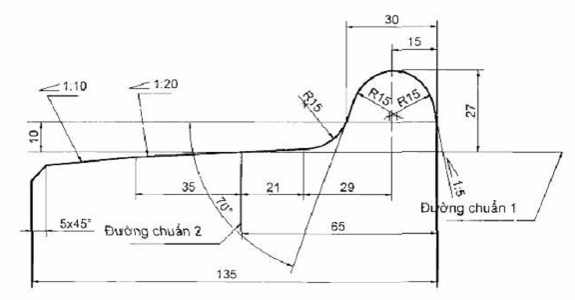 30
15
1:10
1:20
R15
R15
R15
27
10
35
21
29
1:5
70°
Đường chuẩn 1
5x45°
Đường chuẩn 2
65
135